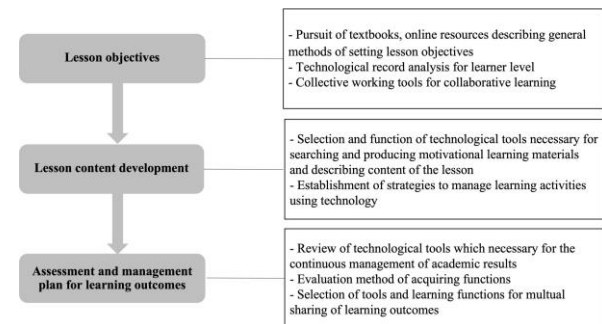 Lesson objectives
- Pursuit of textbooks, online resources describing general
methods of setting lesson objectives
- Technological record analysis for learner level
- Collective working tools for collaborative learning
Lesson content development
- Selection and function of technological tools necessary for
searching and producing motivational learning materials
and describing content of the lesson
- Establishment of strategies to manage learning activities
using technology
Assessment and management
plan for learning outcomes
- Review of technological tools which necessary for the
continuous management of academic results
- Evaluation method of acquiring functions
- Selection of tools and learning functions for multual
sharing of learning outcomes